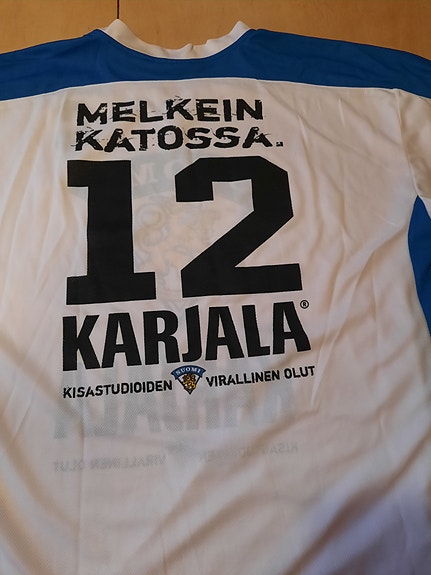 MELKEIN
KATOSSA.
12
KARJALA®
KISASTUDIOIDEN SUOMI VIRALLINEN OLUT